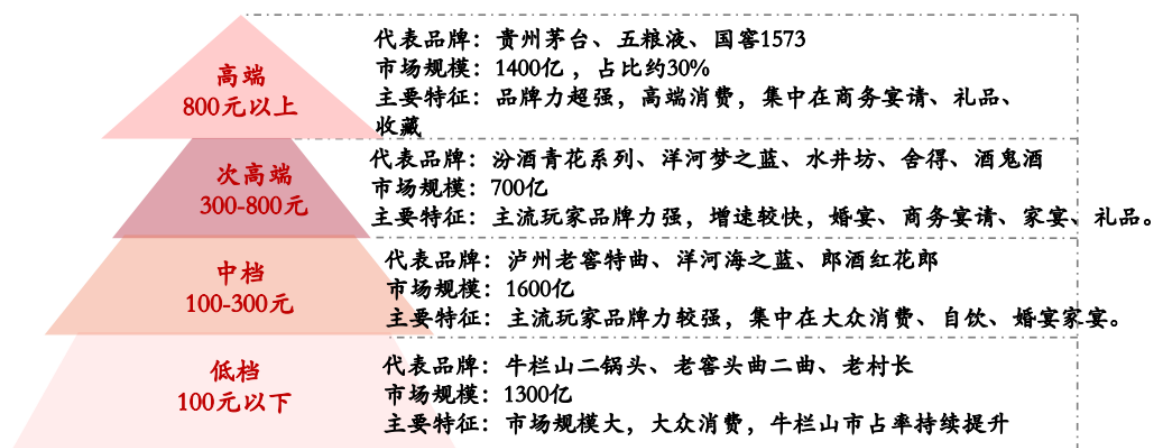 高端
800元以上
代表品牌：贵州茅台、五粮液、国窖1573
市场规模：1400亿，占比约30%
主要特征：品牌力超强，高端消费，集中在商务宴请、礼品、
收藏
次高端
300-800元
代表品牌：汾酒青花系列、洋河梦之蓝、水井坊、舍得、酒鬼酒
市场规模：700亿
主要特征：主流玩家品牌力强，增速较快，婚宴、商务宴请、家宴、礼品。
中档
100-300元
代表品牌：泸州老窖特曲、洋河海之蓝、郎酒红花郎
市场规模：1600亿
主要特征：主流玩家品牌力较强，集中在大众消费、自饮、婚宴家宴。
低档
100元以下
代表品牌：牛栏山二锅头、老窖头曲二曲、老村长
市场规模：1300亿
主要特征：市场规模大，大众消费，牛栏山市占率持续提升